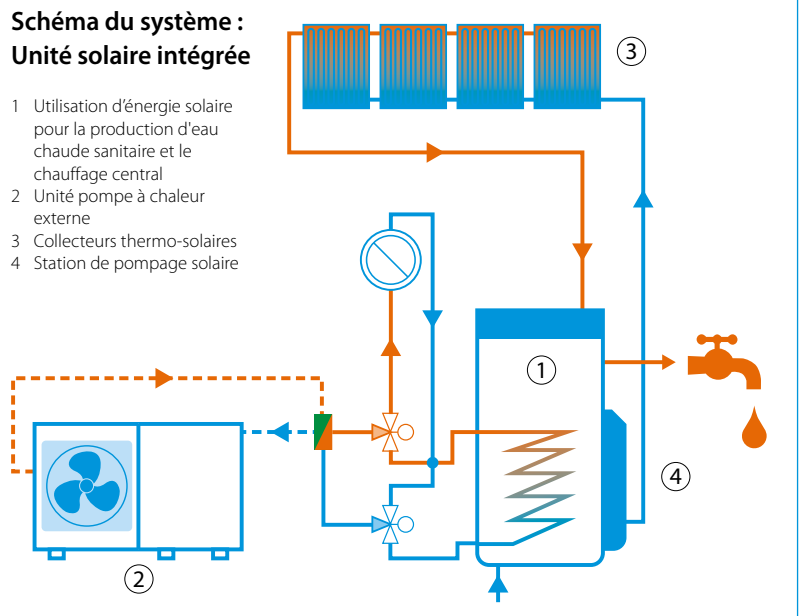 Schéma du système :
Unité solaire intégrée
1 Utilisation d’énergie solaire
pour la production d'eau
chaude sanitaire et le
chauffage central
2 Unité pompe à chaleur
externe
3 Collecteurs thermo-solaires
4 Station de pompage solaire
3
1
4
2